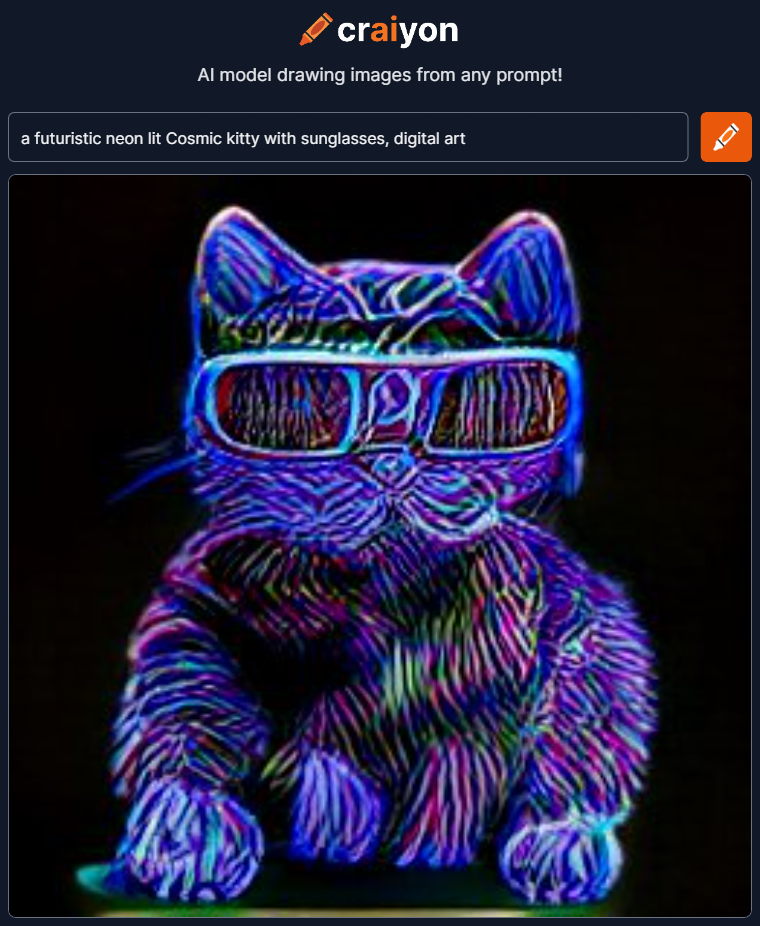 craiyon
AI model drawing images from any prompt!
a futuristic neon lit Cosmic kitty with sunglasses, digital art